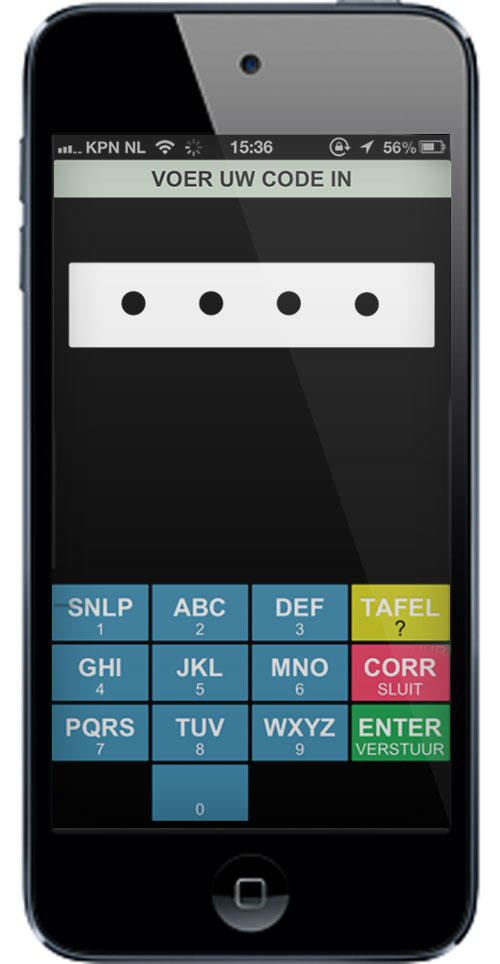 KPN NL 15:36 56%
VOER UW CODE IN
SNLP ABC DEF TAFEL
1 2 3 ?
GHI JKL MNO CORR
4 5 6 SLUIT
PQRS TUV WXYZ ENTER
7 8 9 VERSTUUR
0